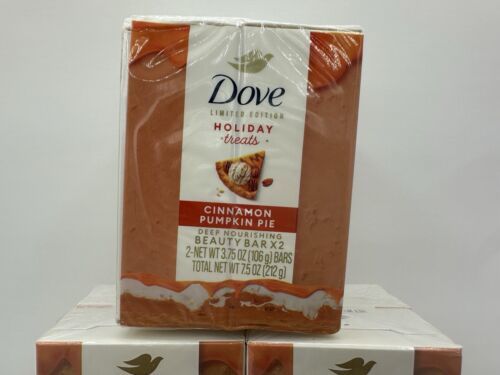 Dove
LIMITED EDITION
HOLIDAY
treats
CINNAMON
PUMPKIN PIE
DEEP NOURISHING
BEAUTY BAR X2
2-NET WT 3.75 OZ (106 g) BARS
TOTAL NET WT 7.5 OZ (212 g)